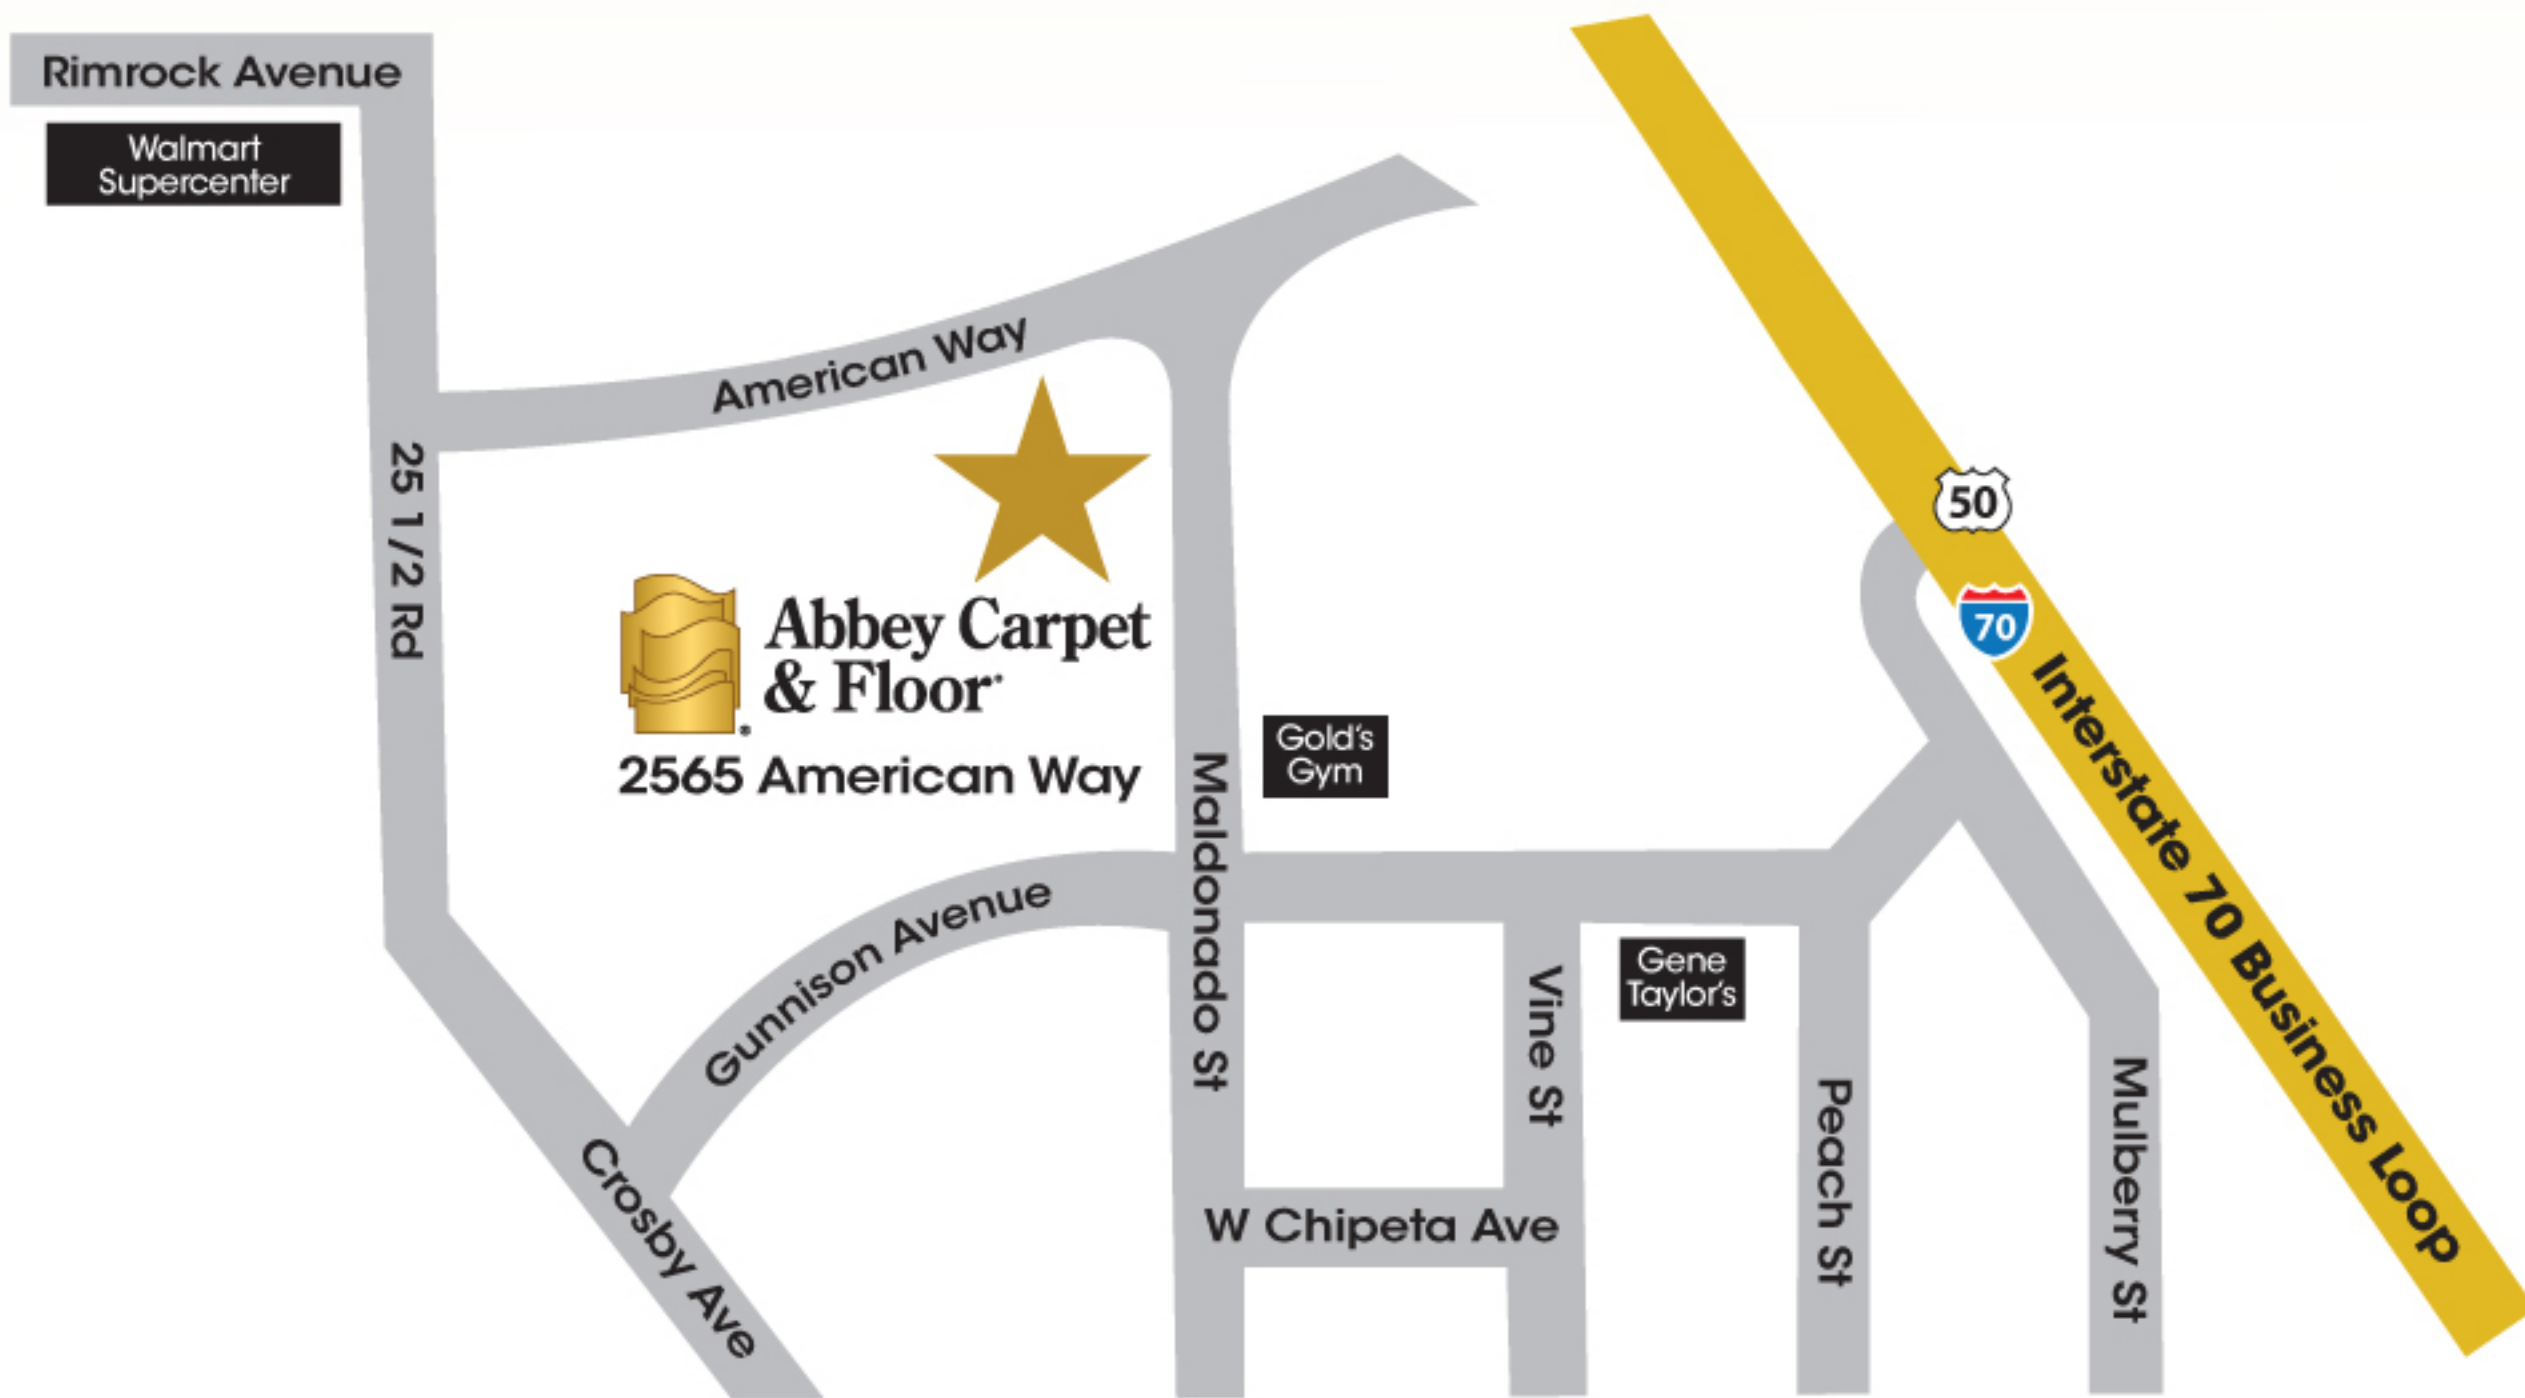 Rimrock Avenue
Walmart
Supercenter
American Way
25 1/2 Rd
50
70
Interstate 70 Business Loop
Abbey Carpet
& Floor
®
2565 American Way
Gold's
Gym
Maldonado St
Gunnison Avenue
Gene
Taylor's
Vine St
Peach St
Mulberry St
Crosby Ave
W Chipeta Ave